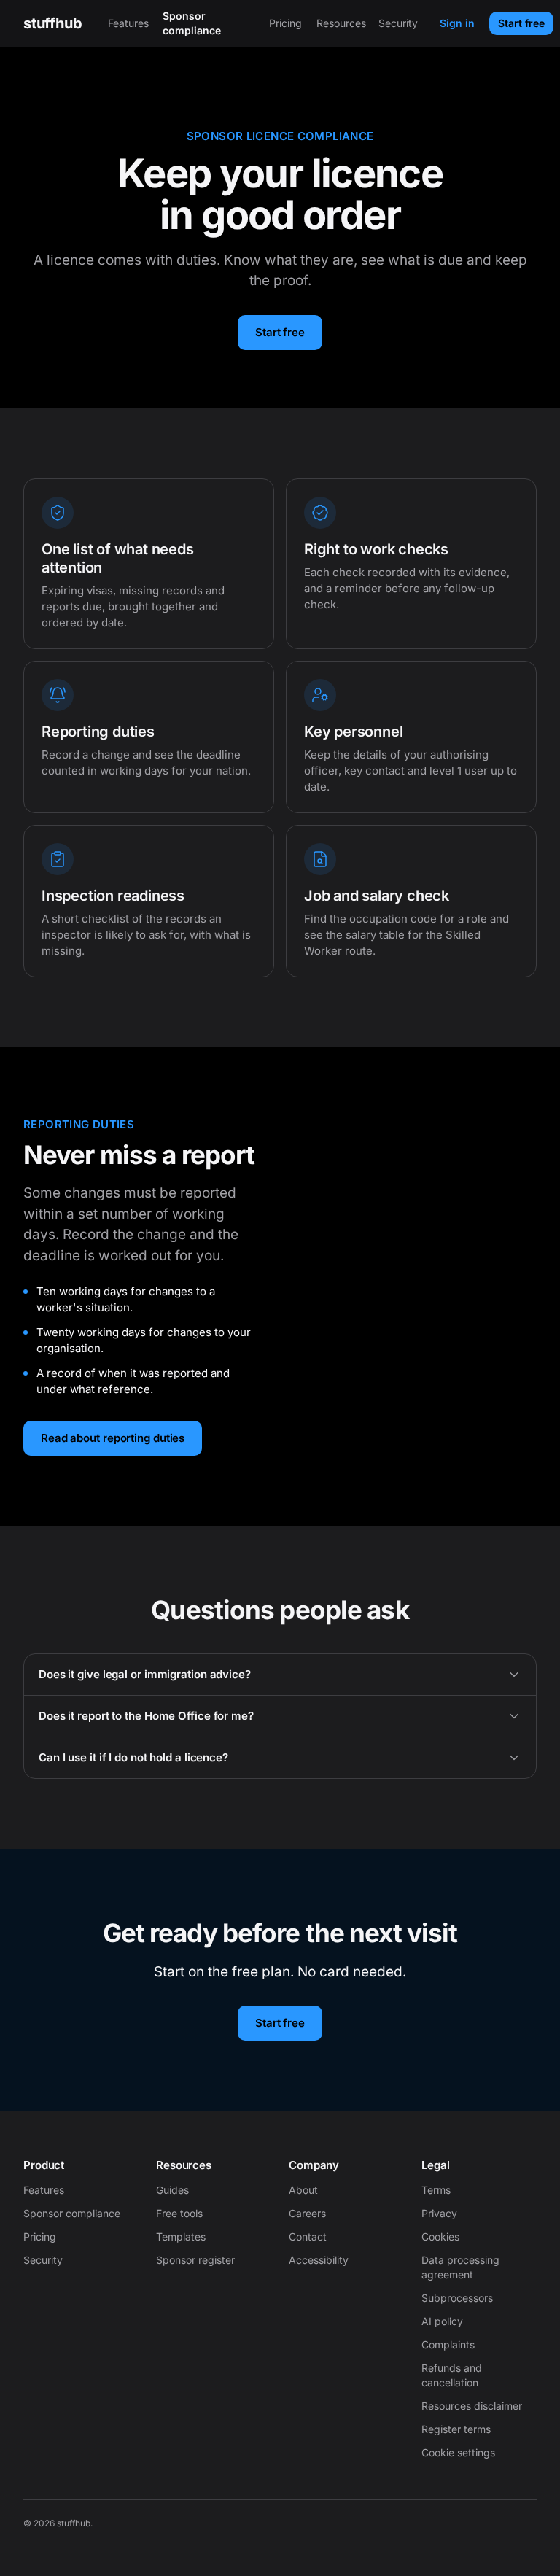 stuffhub
Features
Sponsor
compliance
Pricing
Resources
Security
Sign in
Start free
SPONSOR LICENCE COMPLIANCE
Keep your licence
in good order
A licence comes with duties. Know what they are, see what is due and keep
the proof.
Start free
One list of what needs
attention
Expiring visas, missing records and
reports due, brought together and
ordered by date.
Right to work checks
Each check recorded with its evidence,
and a reminder before any follow-up
check.
Reporting duties
Record a change and see the deadline
counted in working days for your nation.
Key personnel
Keep the details of your authorising
officer, key contact and level 1 user up to
date.
Inspection readiness
A short checklist of the records an
inspector is likely to ask for, with what is
missing.
Job and salary check
Find the occupation code for a role and
see the salary table for the Skilled
Worker route.
REPORTING DUTIES
Never miss a report
Some changes must be reported
within a set number of working
days. Record the change and the
deadline is worked out for you.
Ten working days for changes to a
worker's situation.
Twenty working days for changes to your
organisation.
A record of when it was reported and
under what reference.
Read about reporting duties
Questions people ask
Does it give legal or immigration advice?
Does it report to the Home Office for me?
Can I use it if I do not hold a licence?
Get ready before the next visit
Start on the free plan. No card needed.
Start free
Product
Features
Sponsor compliance
Pricing
Security
Resources
Guides
Free tools
Templates
Sponsor register
Company
About
Careers
Contact
Accessibility
Legal
Terms
Privacy
Cookies
Data processing
agreement
Subprocessors
AI policy
Complaints
Refunds and
cancellation
Resources disclaimer
Register terms
Cookie settings
© 2026 stuffhub.